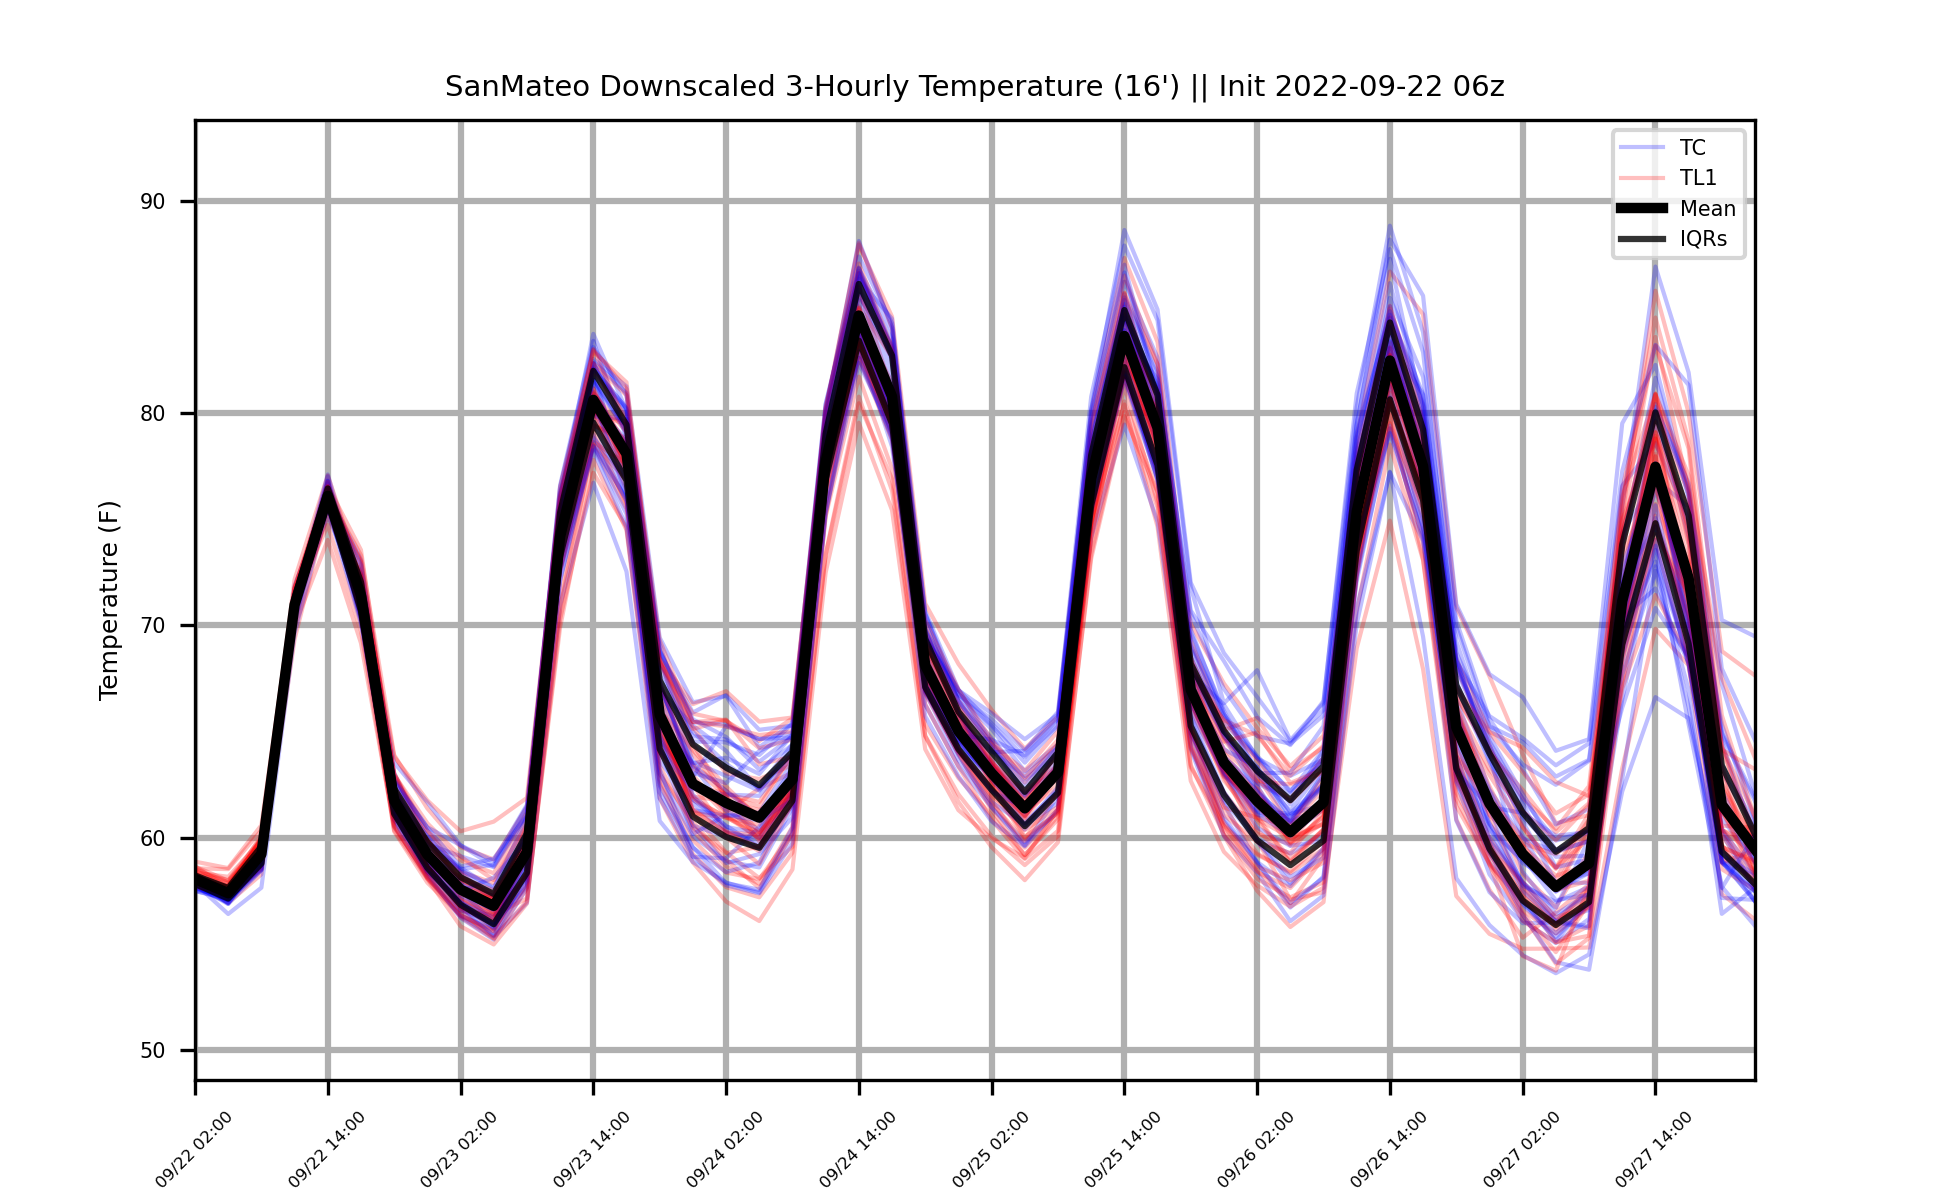 SanMateo Downscaled 3-Hourly Temperature (16') || Init 2022-09-22 06z
TC
TL1
Mean
IQRs
Temperature (F)
90
80
70
60
50
09/22 02:00
09/22 14:00
09/23 02:00
09/23 14:00
09/24 02:00
09/24 14:00
09/25 02:00
09/25 14:00
09/26 02:00
09/26 14:00
09/27 02:00
09/27 14:00